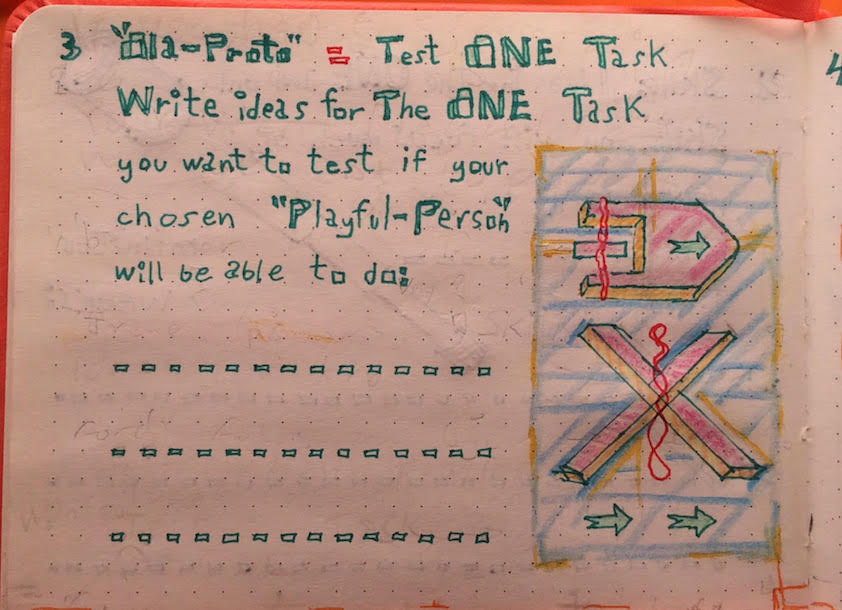 3 "Ola-Proto" = Test ONE Task
Write ideas for The ONE Task
you want to test if your
chosen "Playful-Person"
will be able to do:
4